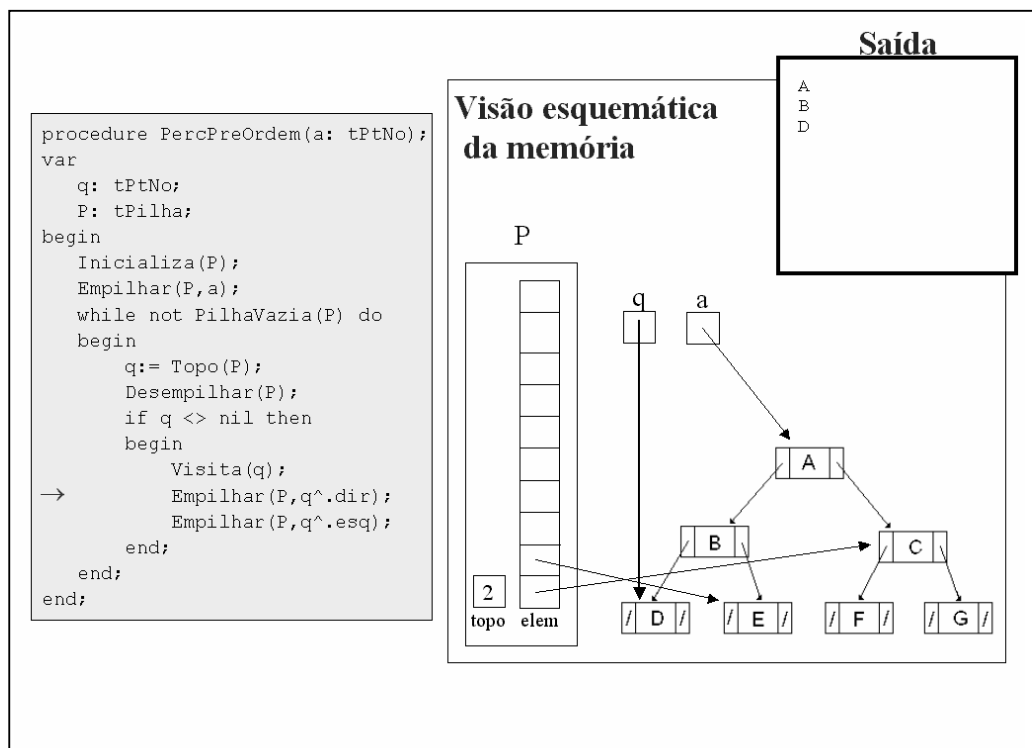 Saída
A
B
D
Visão esquemática
da memória
procedure PercPreOrdem(a: tPtNo);
var
q: tPtNo;
P: tPilha;
begin
Inicializa(P);
Empilhar(P,a);
while not PilhaVazia(P) do
begin
q:= Topo(P);
Desempilhar(P);
if q <> nil then
begin
Visita(q);
→ Empilhar(P,q^.dir);
Empilhar(P,q^.esq);
end;
end;
end;
P
q a
A
B C
2
topo elem
/ D / / E / / F / / G /